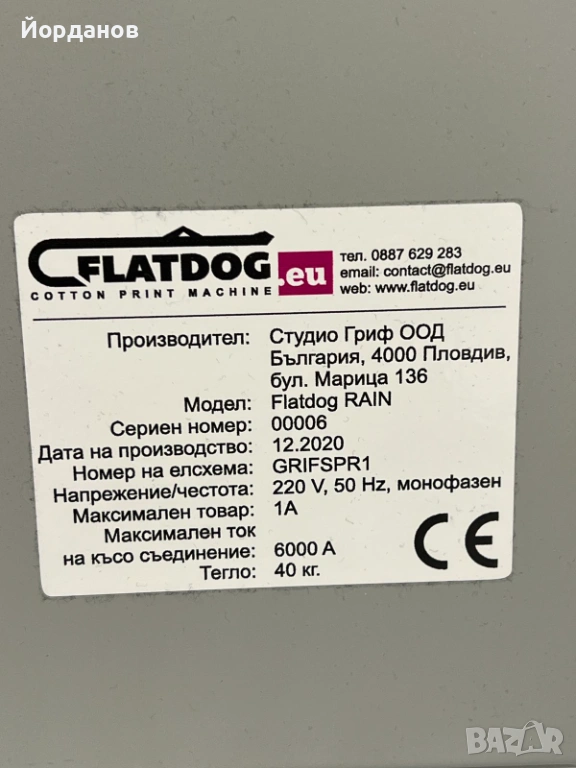 Йорданов
FLATDOG.eu
COTTON PRINT MACHINE
тел. 0887 629 283
email: contact@flatdog.eu
web: www.flatdog.eu
Производител: Студио Гриф ООД
България, 4000 Пловдив,
бул. Марица 136
Модел: Flatdog RAIN
Сериен номер: 00006
Дата на производство: 12.2020
Номер на елсхема: GRIFSPR1
Напрежение/честота: 220 V, 50 Hz, монофазен
Максимален товар: 1А
Максимален ток
на късо съединение: 6000 А
Тегло: 40 кг.
CE
BAZAR